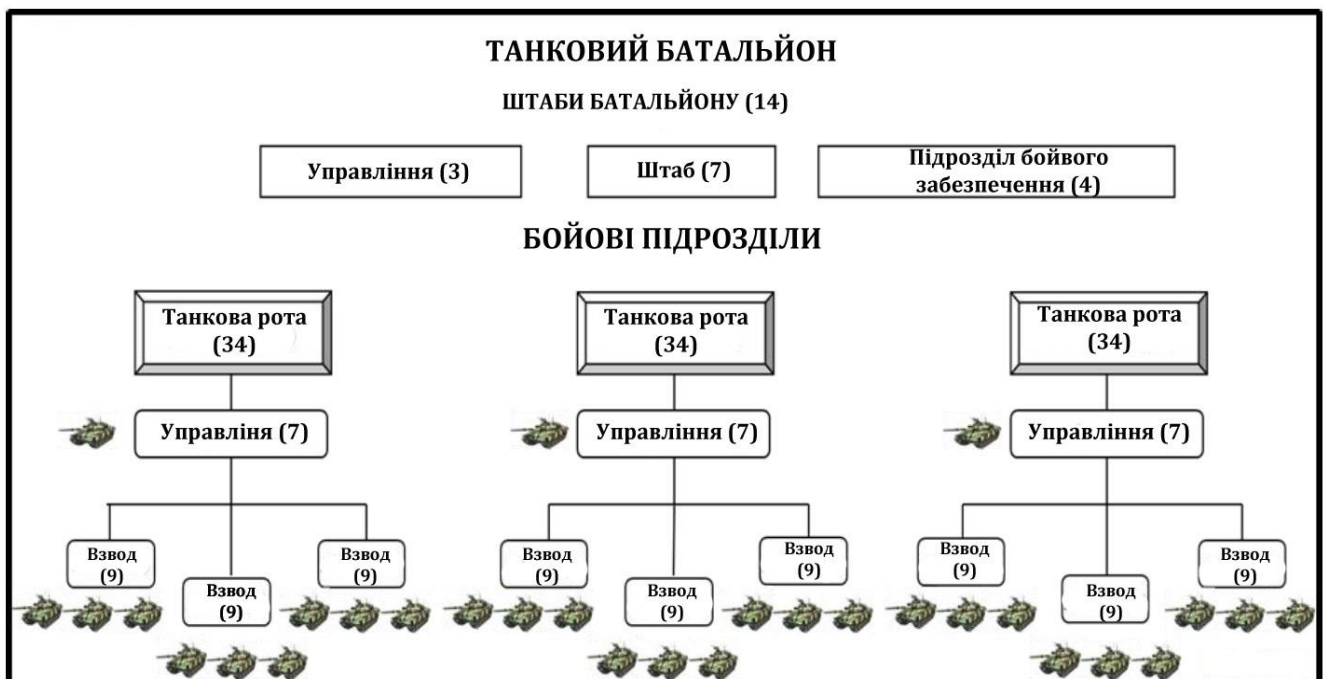 ТАНКОВИЙ БАТАЛЬЙОН
ШТАБИ БАТАЛЬЙОНУ (14)
Управління (3)
Штаб (7)
Підрозділ бойвого
забезпечення (4)
БОЙОВІ ПІДРОЗДІЛИ
Танкова рота
(34)
Танкова рота
(34)
Танкова рота
(34)
Управліня (7)
Управління (7)
Управління (7)
Взвод
(9)
Взвод
(9)
Взвод
(9)
Взвод
(9)
Взвод
(9)
Взвод
(9)
Взвод
(9)
Взвод
(9)
Взвод
(9)